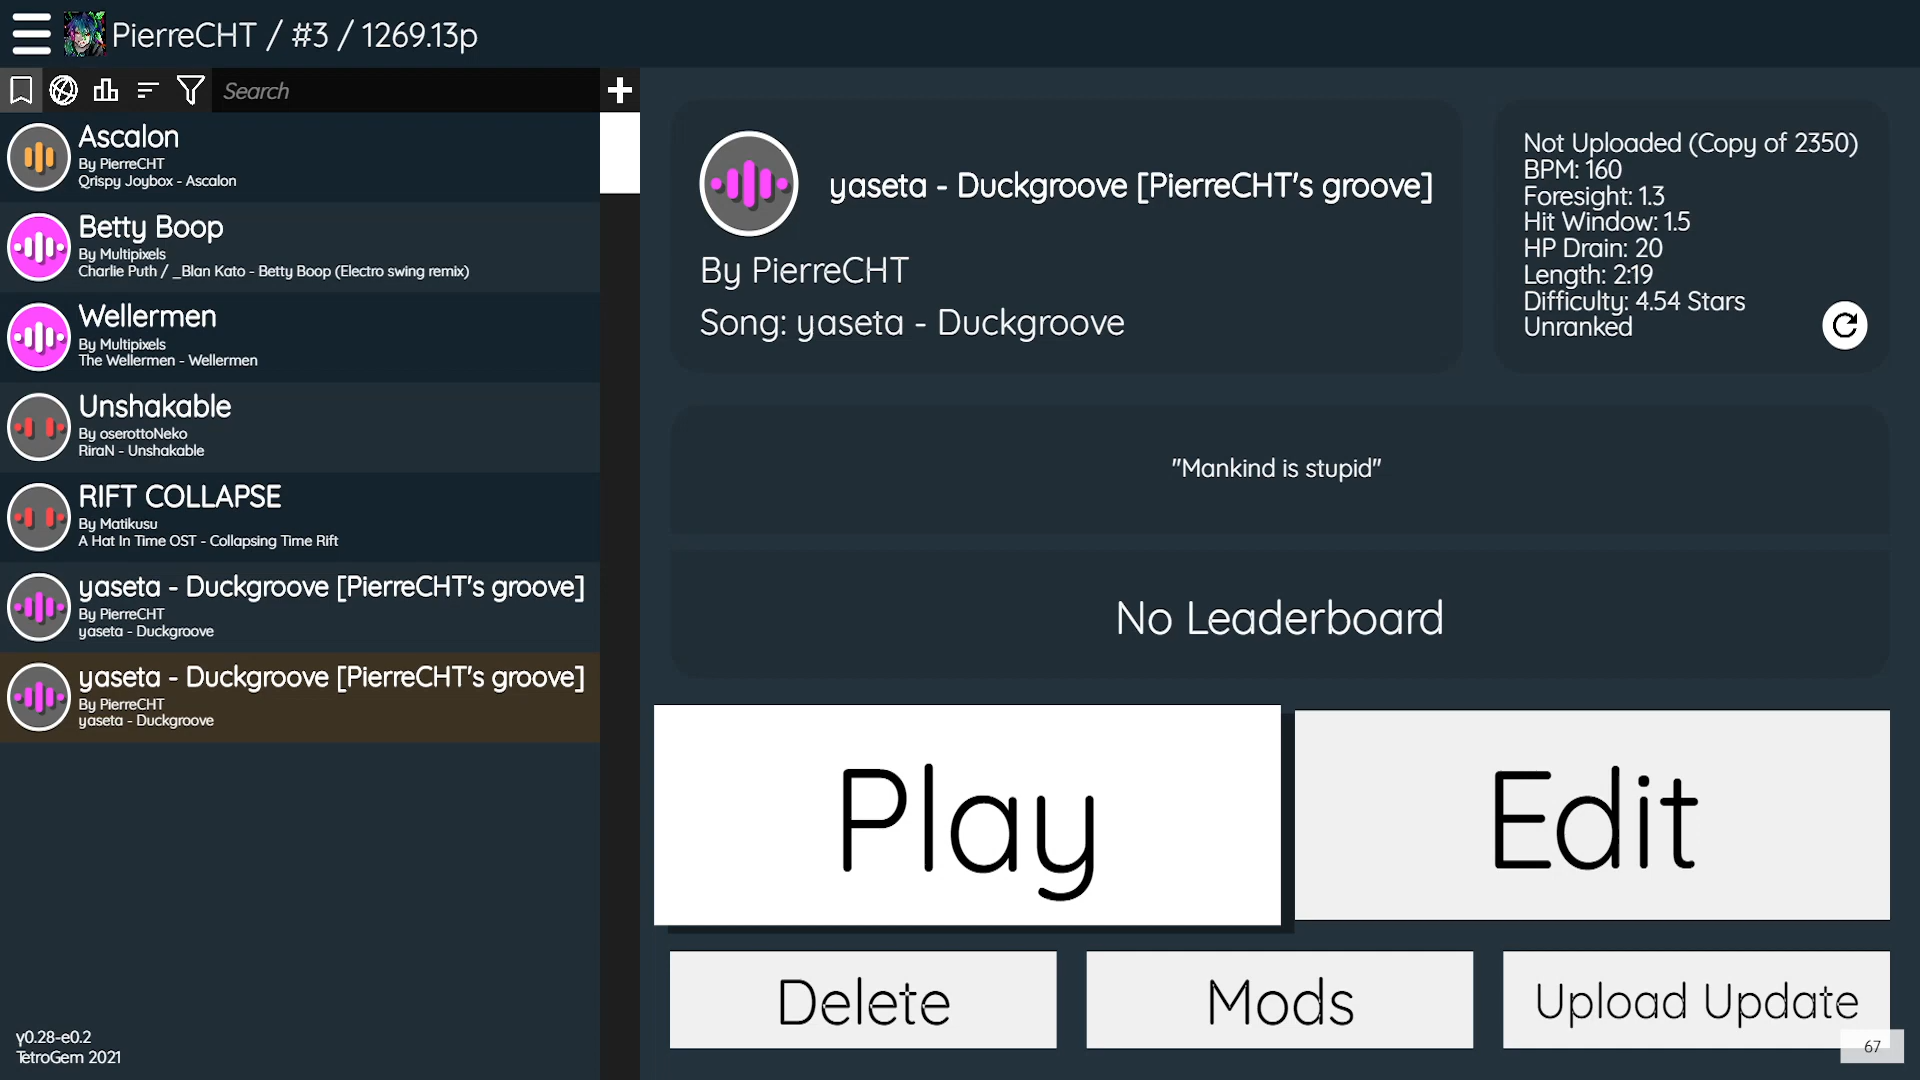 PierreCHT / #3 / 1269.13p
Search
Ascalon
By PierreCHT
Qrispy Joybox - Ascalon
Betty Boop
By Multipixels
Charlie Puth / _Blan Kato - Betty Boop (Electro swing remix)
Wellermen
By Multipixels
The Wellermen - Wellermen
Unshakable
By oserottoNeko
RiraN - Unshakable
RIFT COLLAPSE
By Matikusu
A Hat In Time OST - Collapsing Time Rift
yaseta - Duckgroove [PierreCHT's groove]
By PierreCHT
yaseta - Duckgroove
yaseta - Duckgroove [PierreCHT's groove]
By PierreCHT
yaseta - Duckgroove
γ0.28-e0.2
TetroGem 2021
yaseta - Duckgroove [PierreCHT's groove]
By PierreCHT
Song: yaseta - Duckgroove
Not Uploaded (Copy of 2350)
BPM: 160
Foresight: 1.3
Hit Window: 1.5
HP Drain: 20
Length: 2:19
Difficulty: 4.54 Stars
Unranked
"Mankind is stupid"
No Leaderboard
Play
Edit
Delete
Mods
Upload Update
67